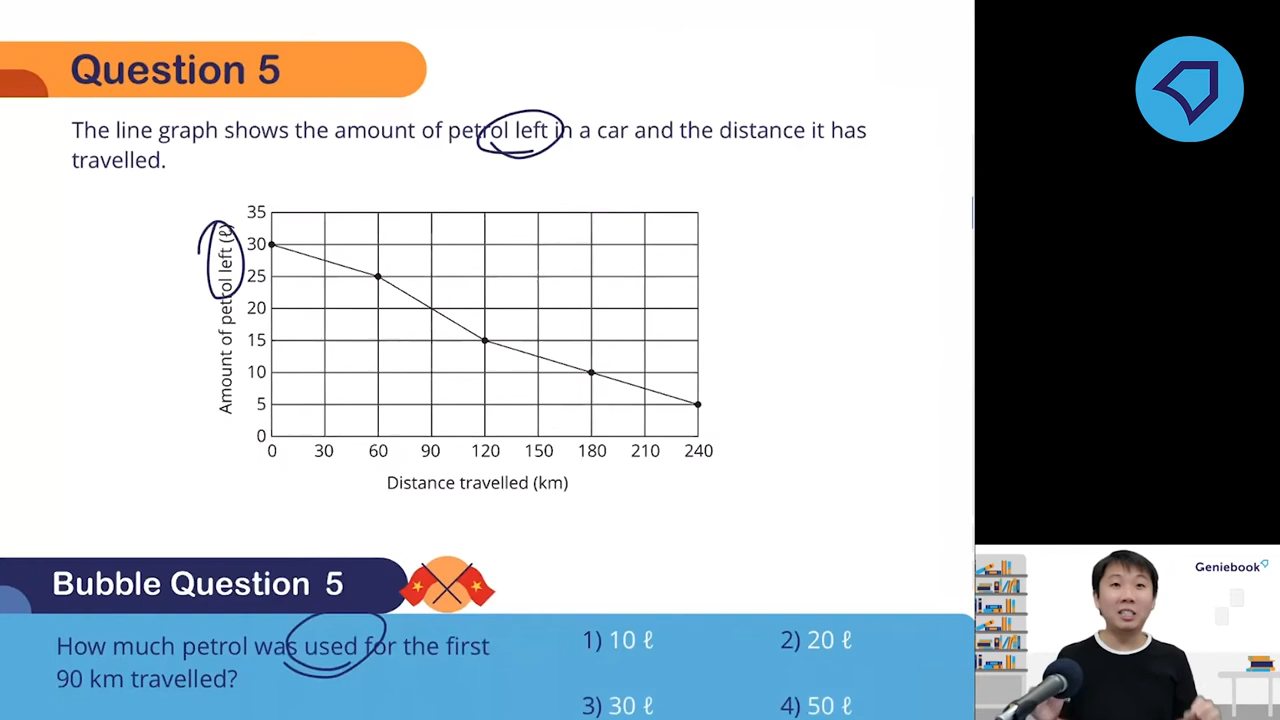 Question 5
The line graph shows the amount of petrol left in a car and the distance it has
travelled.
Amount of petrol left (ℓ)
35
30
25
20
15
10
5
0
0 30 60 90 120 150 180 210 240
Distance travelled (km)
Bubble Question 5
How much petrol was used for the first
90 km travelled?
1) 10 ℓ 2) 20 ℓ
3) 30 ℓ 4) 50 ℓ
Geniebook